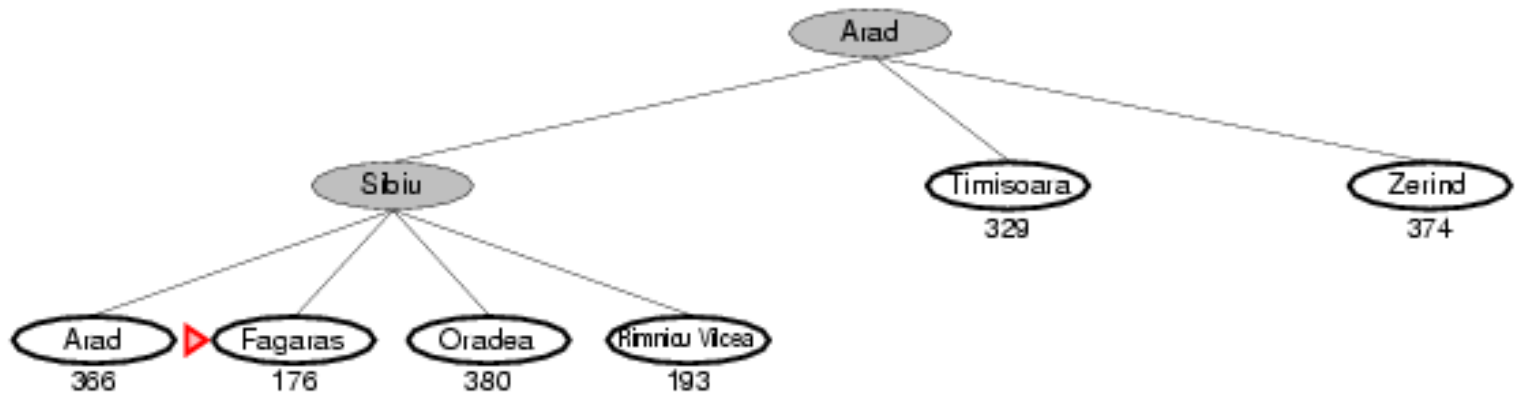 Arad
Sibiu
Timisoara
Zerind
329
374
Arad
Fagaras
Oradea
Rimnicu Vilcea
366
176
380
193